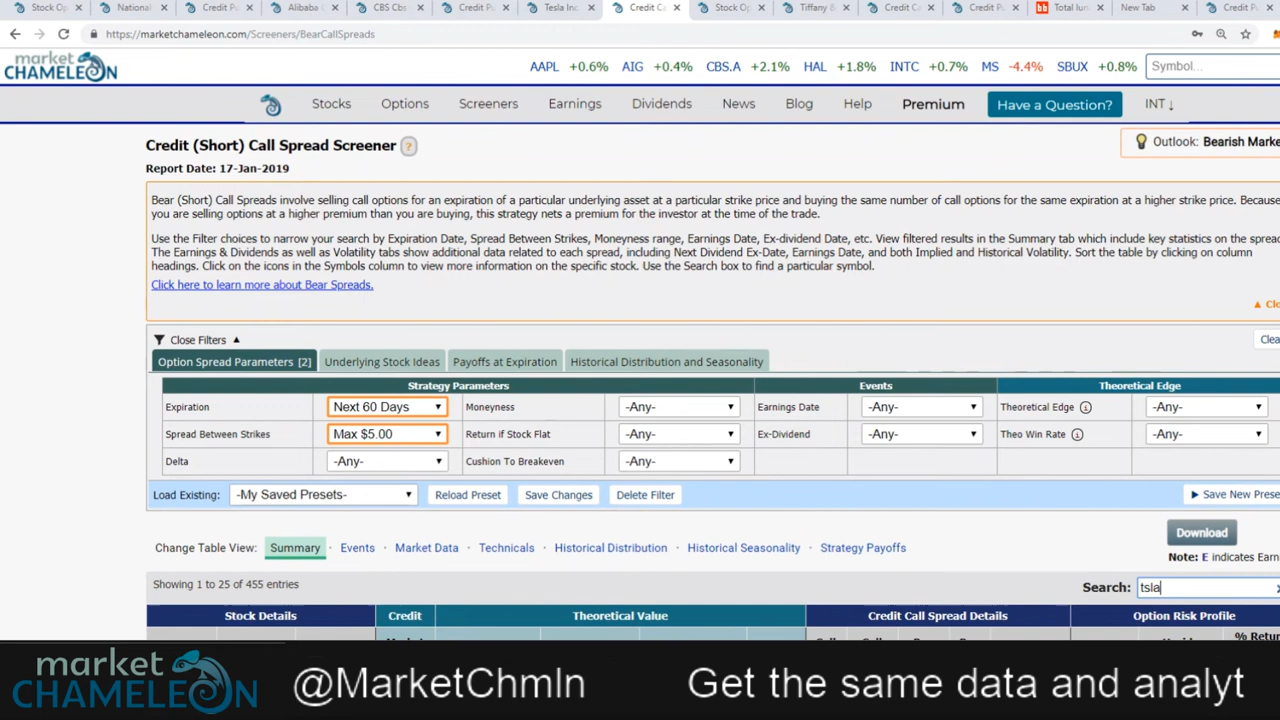 Stock Op
National
Credit Pu
Alibaba G
CBS Cbs
Credit Pu
Tesla Inc
Credit Ca
Stock Op
Tiffany &
Credit Ca
Credit Pu
Total lun
New Tab
Credit Pu
https://marketchameleon.com/Screeners/BearCallSpreads
market
CHAMELEON
AAPL +0.6% AIG +0.4% CBS.A +2.1% HAL +1.8% INTC +0.7% MS -4.4% SBUX +0.8%
Symbol...
Stocks Options Screeners Earnings Dividends News Blog Help Premium Have a Question? INT ↓
Credit (Short) Call Spread Screener ?
Outlook: Bearish Marke
Report Date: 17-Jan-2019
Bear (Short) Call Spreads involve selling call options for an expiration of a particular underlying asset at a particular strike price and buying the same number of call options for the same expiration at a higher strike price. Because
you are selling options at a higher premium than you are buying, this strategy nets a premium for the investor at the time of the trade.
Use the Filter choices to narrow your search by Expiration Date, Spread Between Strikes, Moneyness range, Earnings Date, Ex-dividend Date, etc. View filtered results in the Summary tab which include key statistics on the sprea
The Earnings & Dividends as well as Volatility tabs show additional data related to each spread, including Next Dividend Ex-Date, Earnings Date, and both Implied and Historical Volatility. Sort the table by clicking on column
headings. Click on the icons in the Symbols column to view more information on the specific stock. Use the Search box to find a particular symbol.
Click here to learn more about Bear Spreads.
▲ Clo
Close Filters ▲
Clea
Option Spread Parameters [2] Underlying Stock Ideas Payoffs at Expiration Historical Distribution and Seasonality
Strategy Parameters Events Theoretical Edge
Expiration Next 60 Days Moneyness -Any- Earnings Date -Any- Theoretical Edge -Any-
Spread Between Strikes Max $5.00 Return if Stock Flat -Any- Ex-Dividend -Any- Theo Win Rate -Any-
Delta -Any- Cushion To Breakeven -Any-
Load Existing: -My Saved Presets- Reload Preset Save Changes Delete Filter ▶ Save New Prese
Download
Change Table View: Summary · Events · Market Data · Technicals · Historical Distribution · Historical Seasonality · Strategy Payoffs
Note: E indicates Earn
Showing 1 to 25 of 455 entries
Search: tsla
Stock Details Credit Theoretical Value Credit Call Spread Details Option Risk Profile
% Retur
market
CHAMELEON
@MarketChmln Get the same data and analyt